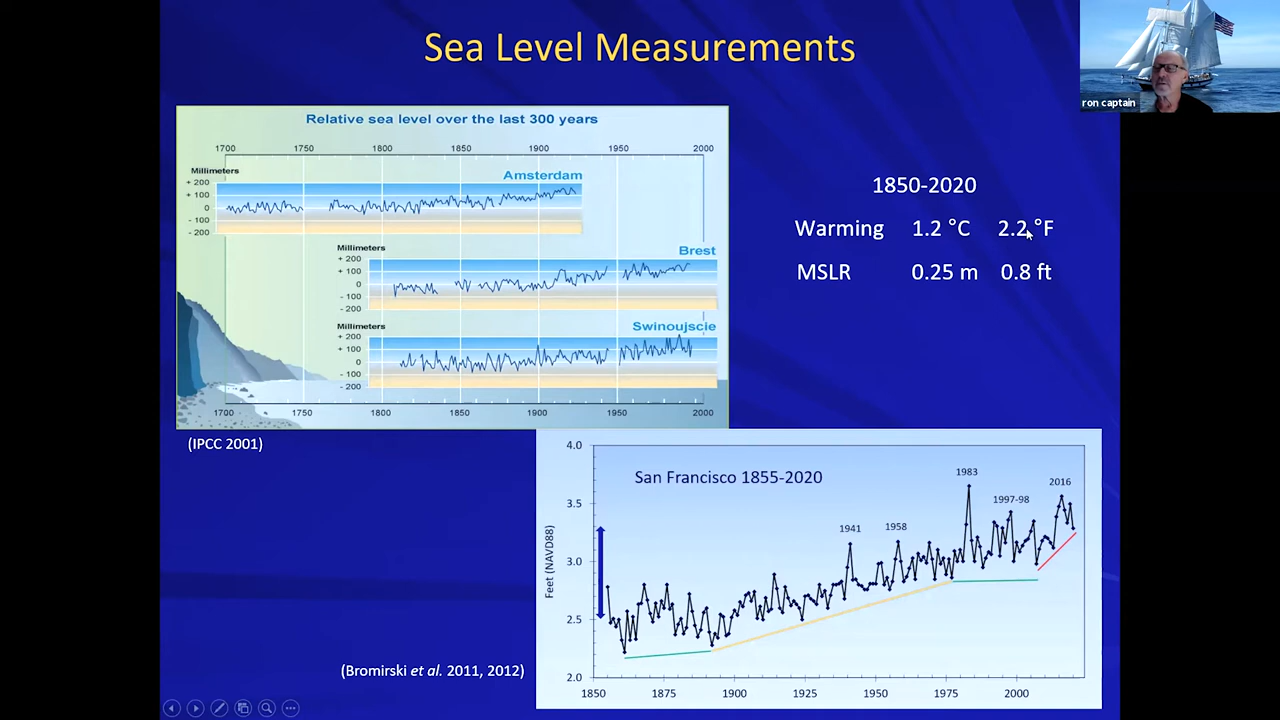 Sea Level Measurements
ron captain
Relative sea level over the last 300 years
1700 1750 1800 1850 1900 1950 2000
Millimeters
Amsterdam
+ 200
+ 100
0
- 100
- 200
Millimeters
Brest
+ 200
+ 100
0
- 100
- 200
Millimeters
Swinoujscie
+ 200
+ 100
0
- 100
- 200
1700 1750 1800 1850 1900 1950 2000
(IPCC 2001)
1850-2020
Warming 1.2 °C 2.2 °F
MSLR 0.25 m 0.8 ft
San Francisco 1855-2020
4.0
3.5
3.0
2.5
2.0
Feet (NAVD88)
1941
1958
1983
1997-98
2016
1850 1875 1900 1925 1950 1975 2000
(Bromirski et al. 2011, 2012)